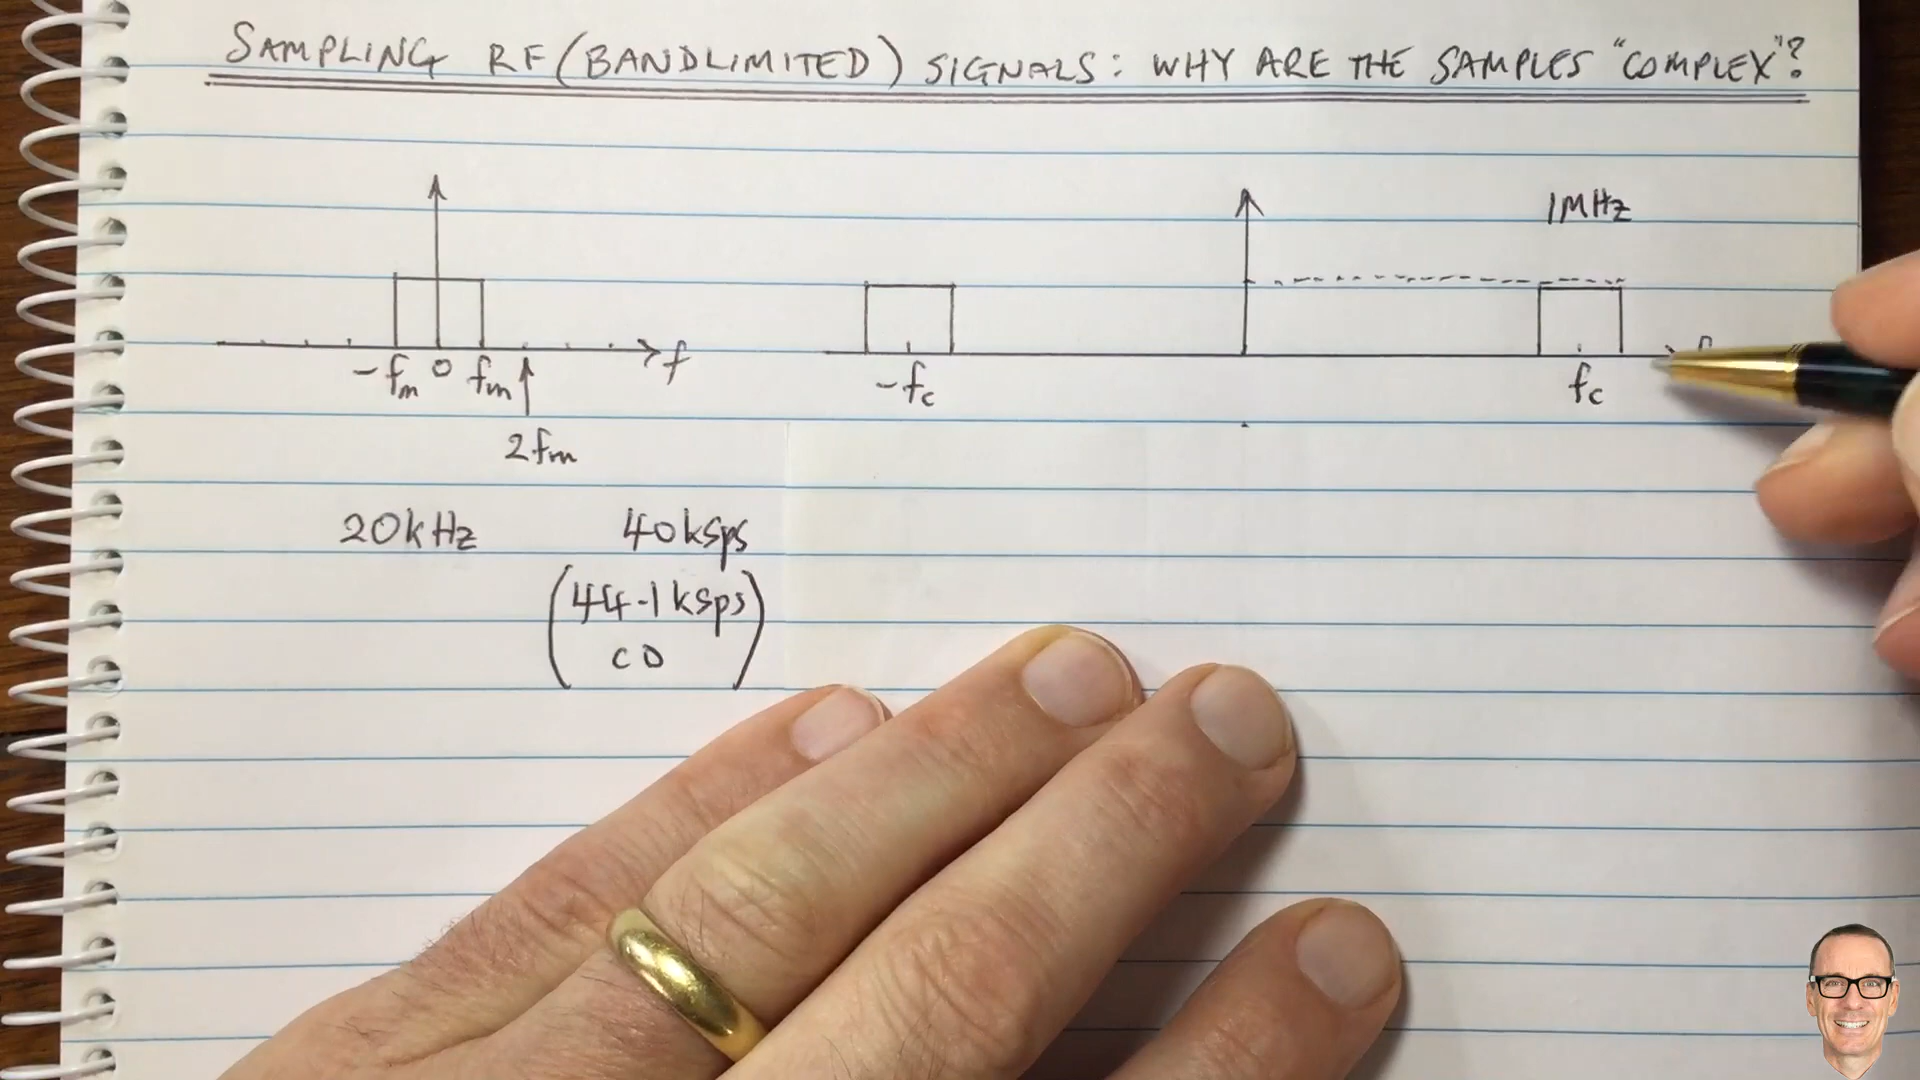 SAMPLING RF (BANDLIMITED) SIGNALS: WHY ARE THE SAMPLES "COMPLEX"?
1MHz
-fm 0 fm f
2fm
-fc fc
20kHz 40ksps
(44.1ksps)
CD